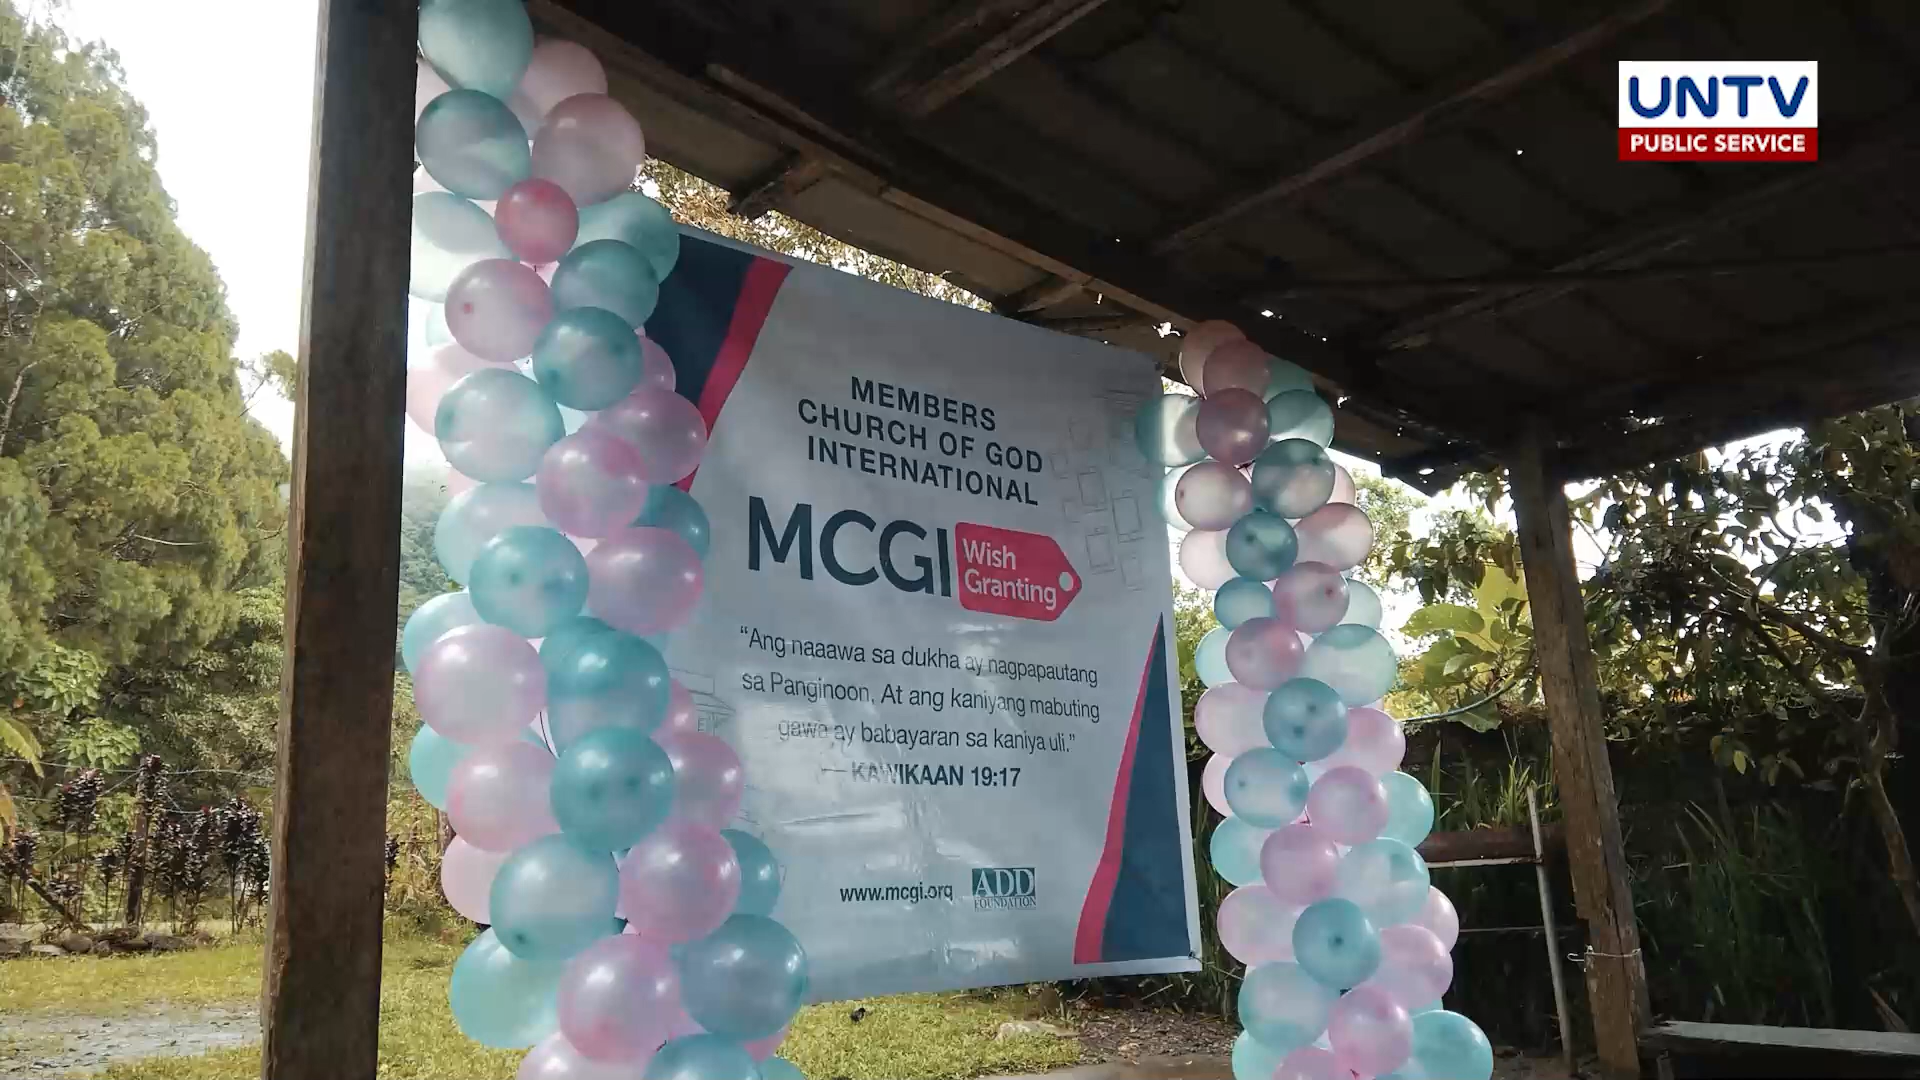 UNTV
PUBLIC SERVICE
MEMBERS
CHURCH OF GOD
INTERNATIONAL
MCGI
Wish
Granting
“Ang naaawa sa dukha ay nagpapautang
sa Panginoon, At ang kaniyang mabuting
gawa ay babayaran sa kaniya uli.”
— KAWIKAAN 19:17
www.mcgi.org
ADD
FOUNDATION